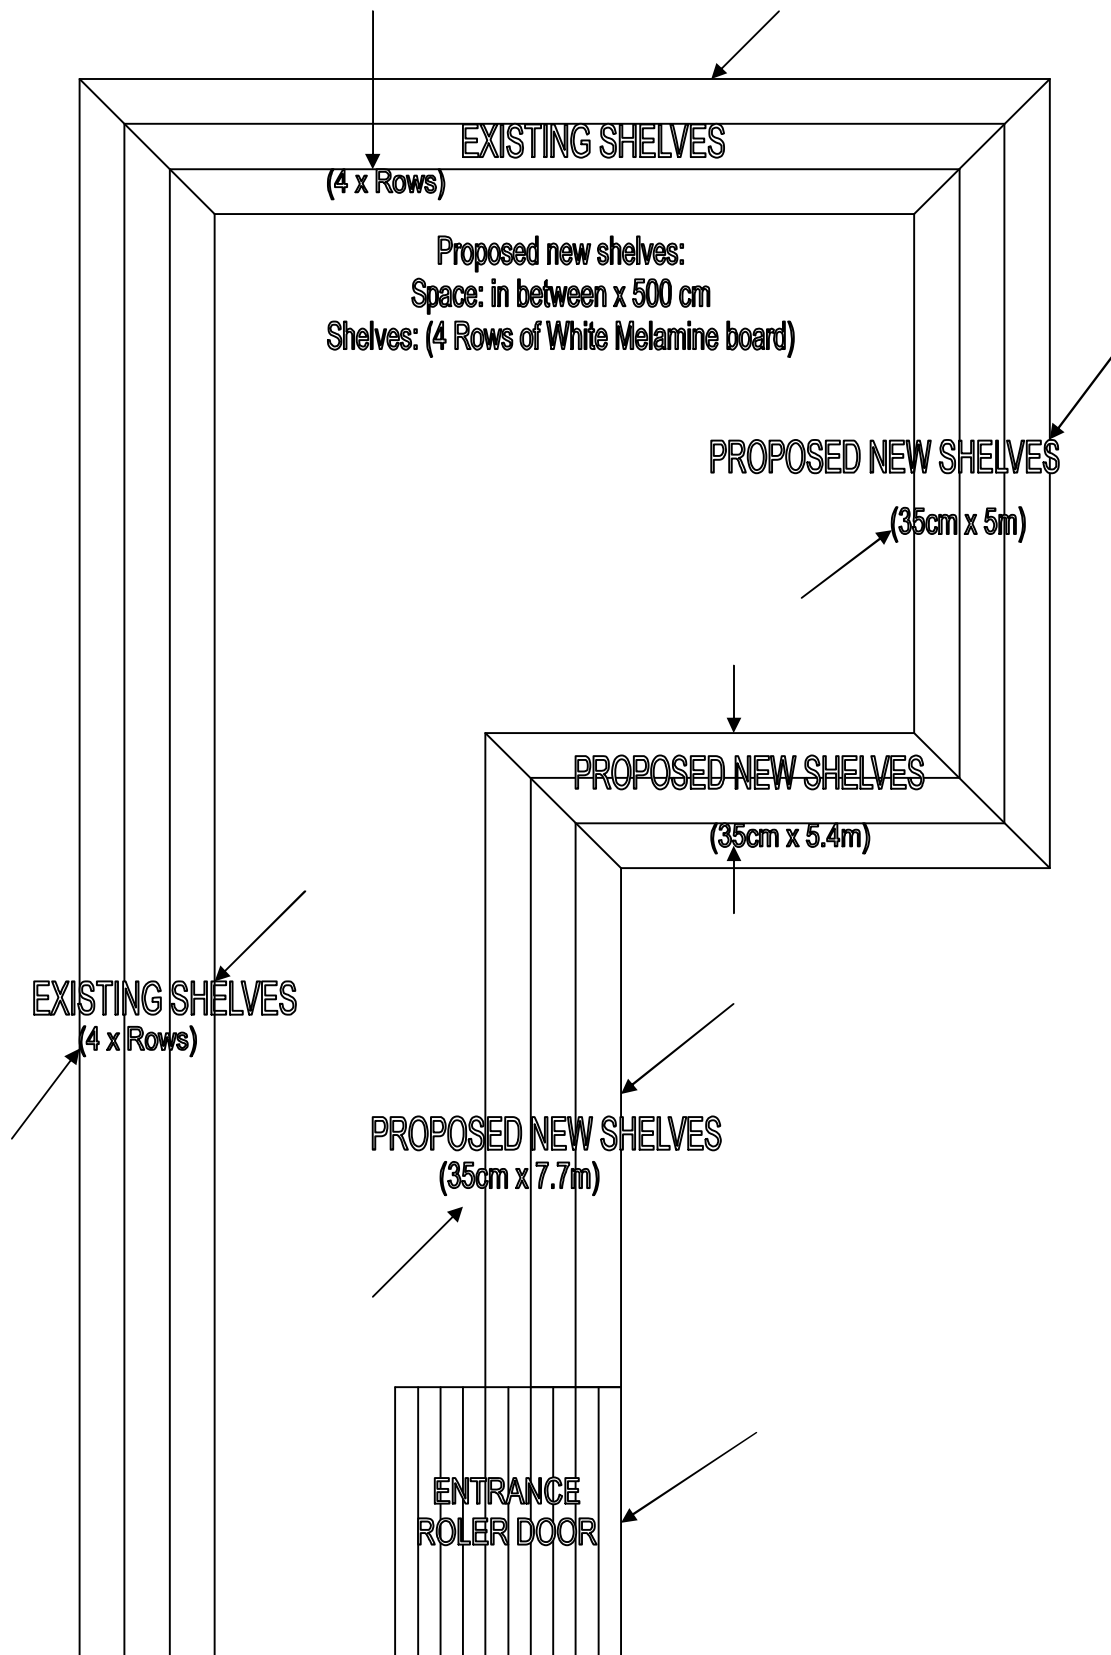 EXISTING SHELVES
(4 x Rows)
Proposed new shelves:
Space: in between x 500 cm
Shelves: (4 Rows of White Melamine board)
PROPOSED NEW SHELVES
(35cm x 5m)
PROPOSED NEW SHELVES
(35cm x 5.4m)
EXISTING SHELVES
(4 x Rows)
PROPOSED NEW SHELVES
(35cm x 7.7m)
ENTRANCE
ROLER DOOR